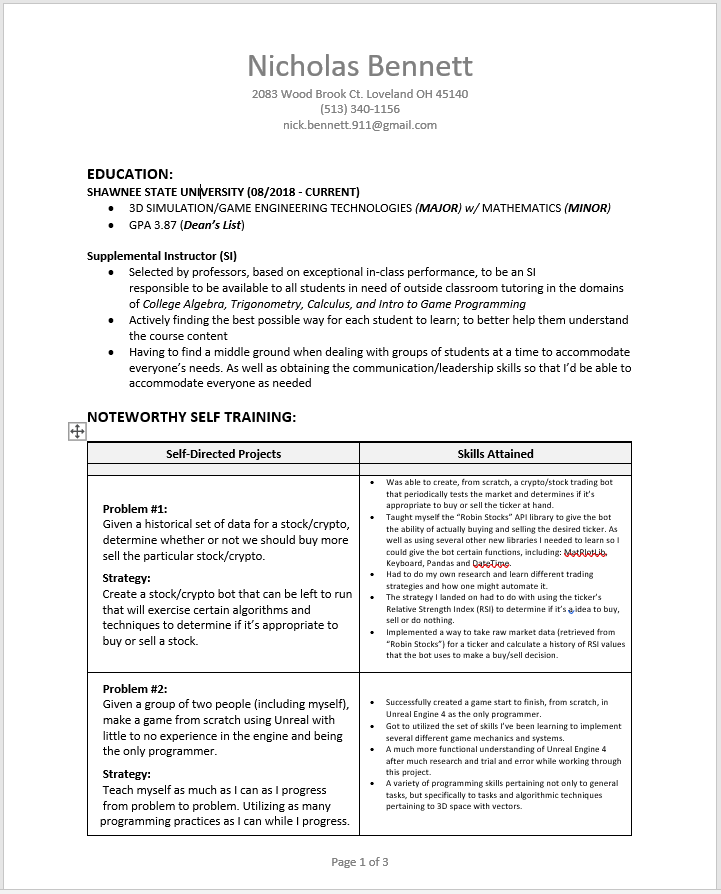 Nicholas Bennett
2083 Wood Brook Ct. Loveland OH 45140
(513) 340-1156
nick.bennett.911@gmail.com
EDUCATION:
SHAWNEE STATE UNIVERSITY (08/2018 - CURRENT)
• 3D SIMULATION/GAME ENGINEERING TECHNOLOGIES (MAJOR) w/ MATHEMATICS (MINOR)
• GPA 3.87 (Dean's List)
Supplemental Instructor (SI)
• Selected by professors, based on exceptional in-class performance, to be an SI
responsible to be available to all students in need of outside classroom tutoring in the domains
of College Algebra, Trigonometry, Calculus, and Intro to Game Programming
• Actively finding the best possible way for each student to learn; to better help them understand
the course content
• Having to find a middle ground when dealing with groups of students at a time to accommodate
everyone's needs. As well as obtaining the communication/leadership skills so that I'd be able to
accommodate everyone as needed
NOTEWORTHY SELF TRAINING:
Self-Directed Projects
Skills Attained
Problem #1:
Given a historical set of data for a stock/crypto,
determine whether or not we should buy more
sell the particular stock/crypto.
Strategy:
Create a stock/crypto bot that can be left to run
that will exercise certain algorithms and
techniques to determine if it's appropriate to
buy or sell a stock.
• Was able to create, from scratch, a crypto/stock trading bot
that periodically tests the market and determines if it's
appropriate to buy or sell the ticker at hand.
• Taught myself the "Robin Stocks" API library to give the bot
the ability of actually buying and selling the desired ticker. As
well as using several other new libraries I needed to learn so I
could give the bot certain functions, including: MatPlotLib,
Keyboard, Pandas and DateTime.
• Had to do my own research and learn different trading
strategies and how one might automate it.
• The strategy I landed on had to do with using the ticker's
Relative Strength Index (RSI) to determine if it's a idea to buy,
sell or do nothing.
• Implemented a way to take raw market data (retrieved from
"Robin Stocks") for a ticker and calculate a history of RSI values
that the bot uses to make a buy/sell decision.
Problem #2:
Given a group of two people (including myself),
make a game from scratch using Unreal with
little to no experience in the engine and being
the only programmer.
Strategy:
Teach myself as much as I can as I progress
from problem to problem. Utilizing as many
programming practices as I can while I progress.
• Successfully created a game start to finish, from scratch, in
Unreal Engine 4 as the only programmer.
• Got to utilized the set of skills I've been learning to implement
several different game mechanics and systems.
• A much more functional understanding of Unreal Engine 4
after much research and trial and error while working through
this project.
• A variety of programming skills pertaining not only to general
tasks, but specifically to tasks and algorithmic techniques
pertaining to 3D space with vectors.
Page 1 of 3